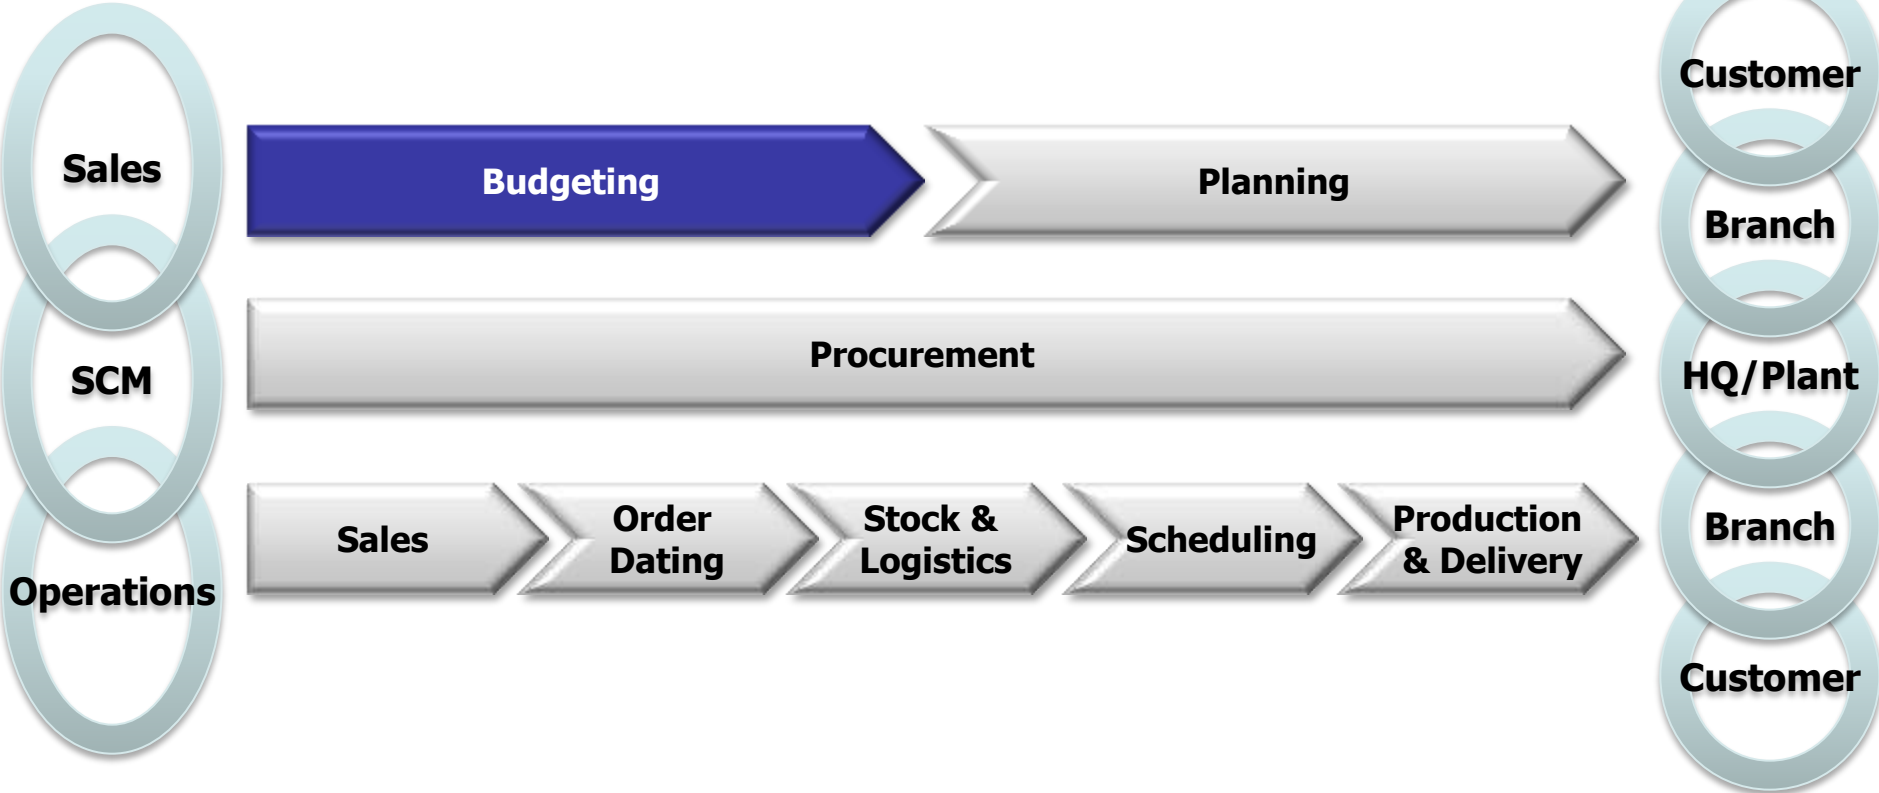 Sales
SCM
Operations
Budgeting
Planning
Procurement
Sales
Order
Dating
Stock &
Logistics
Scheduling
Production
& Delivery
Customer
Branch
HQ/Plant
Branch
Customer